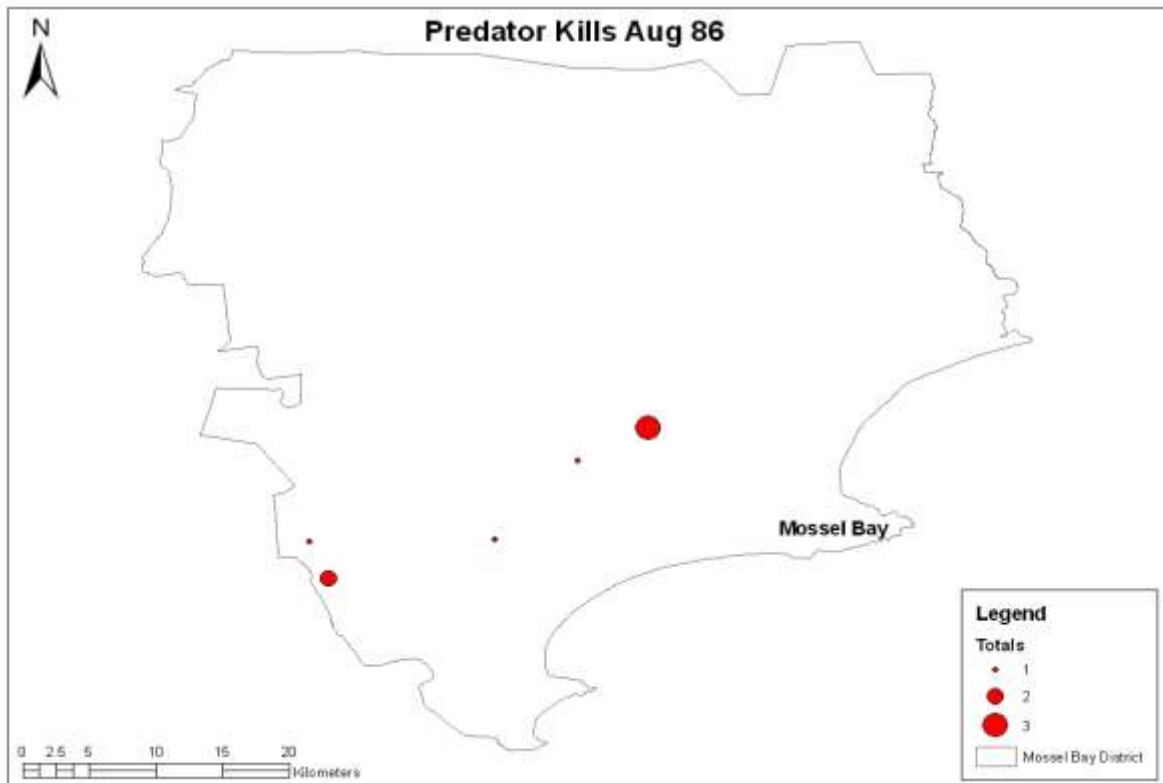 Predator Kills Aug 86
N
Mossel Bay
Legend
Totals
1
2
3
Mossel Bay District
0 2.5 5 10 15 20
Kilometers